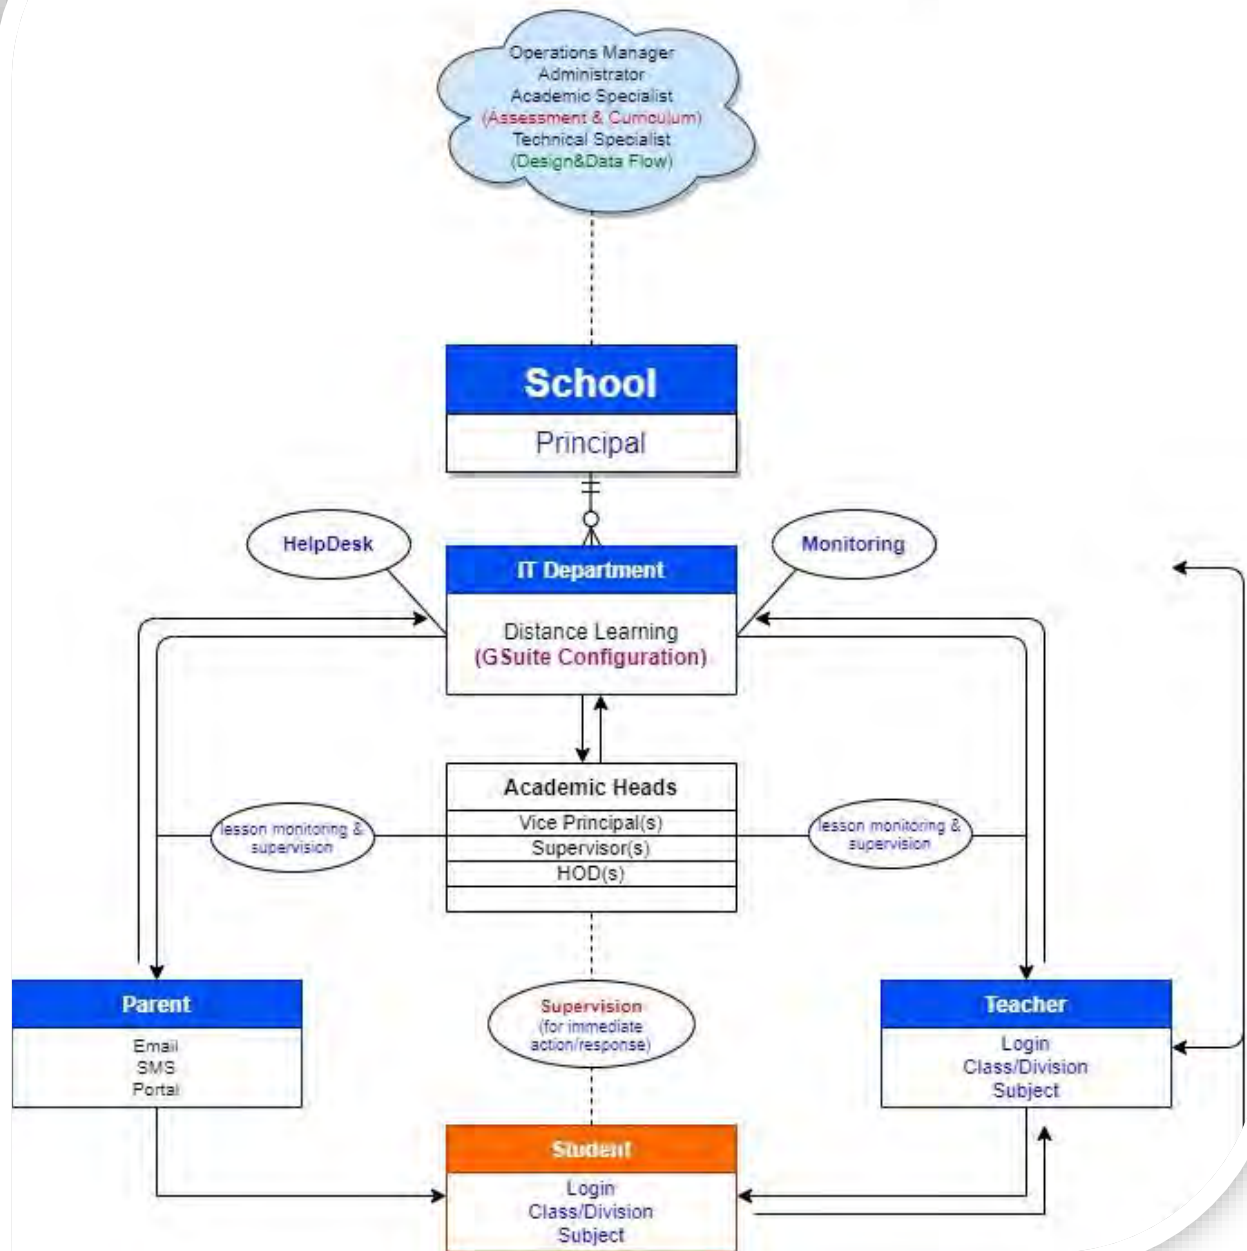 Operations Manager
Administrator
Academic Specialist
(Assessment & Curriculum)
Technical Specialist
(Design&Data Flow)
School
Principal
HelpDesk
Monitoring
IT Department
Distance Learning
(GSuite Configuration)
Academic Heads
Vice Principal(s)
Supervisor(s)
HOD(s)
lesson monitoring &
supervision
lesson monitoring &
supervision
Parent
Email
SMS
Portal
Supervision
(for immediate
action/response)
Teacher
Login
Class/Division
Subject
Student
Login
Class/Division
Subject